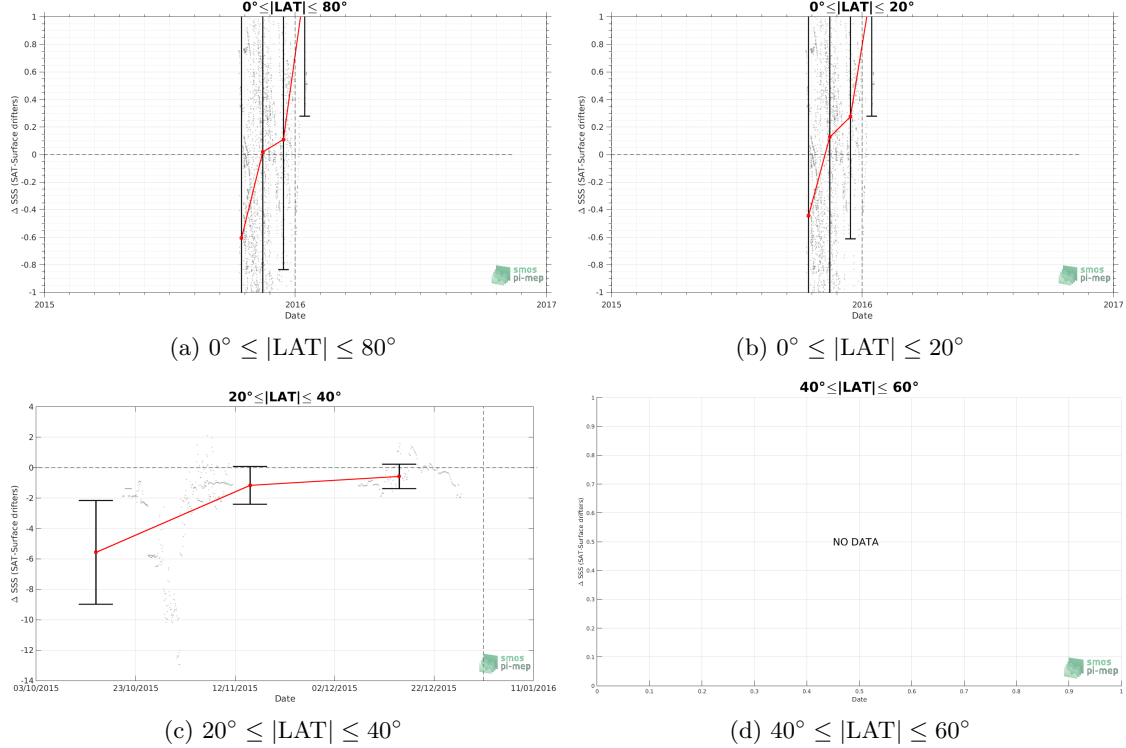 0°≤|LAT|≤ 80°
1
0.8
0.6
0.4
0.2
0
-0.2
-0.4
-0.6
-0.8
-1
Δ SSS (SAT-Surface drifters)
2015
2016
2017
Date
smos
pi-mep
0°≤|LAT|≤ 20°
1
0.8
0.6
0.4
0.2
0
-0.2
-0.4
-0.6
-0.8
-1
Δ SSS (SAT-Surface drifters)
2015
2016
2017
Date
smos
pi-mep
(a) 0° ≤ |LAT| ≤ 80°
(b) 0° ≤ |LAT| ≤ 20°
20°≤|LAT|≤ 40°
4
2
0
-2
-4
-6
-8
-10
-12
-14
Δ SSS (SAT-Surface drifters)
03/10/2015
23/10/2015
12/11/2015
02/12/2015
22/12/2015
11/01/2016
Date
smos
pi-mep
40°≤|LAT|≤ 60°
1
0.9
0.8
0.7
0.6
0.5
0.4
0.3
0.2
0.1
0
Δ SSS (SAT-Surface drifters)
NO DATA
0
0.1
0.2
0.3
0.4
0.5
0.6
0.7
0.8
0.9
1
Date
smos
pi-mep
(c) 20° ≤ |LAT| ≤ 40°
(d) 40° ≤ |LAT| ≤ 60°